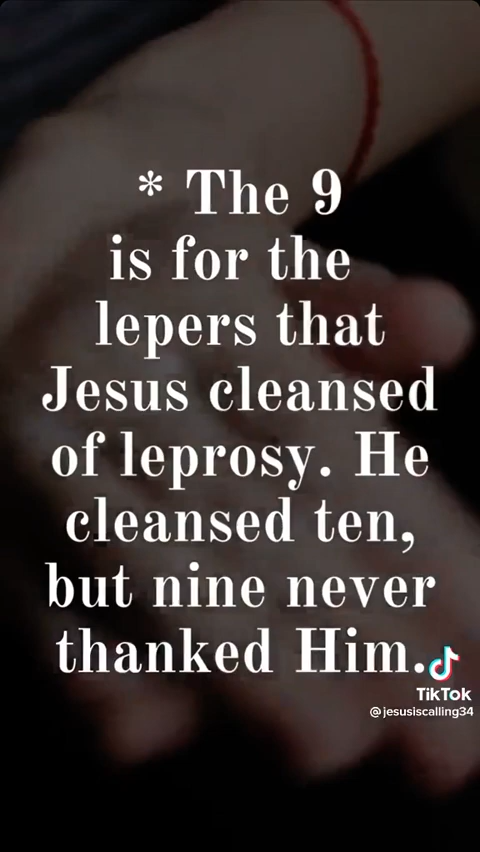 * The 9
is for the
lepers that
Jesus cleansed
of leprosy. He
cleansed ten,
but nine never
thanked Him.
TikTok
@jesusiscalling34